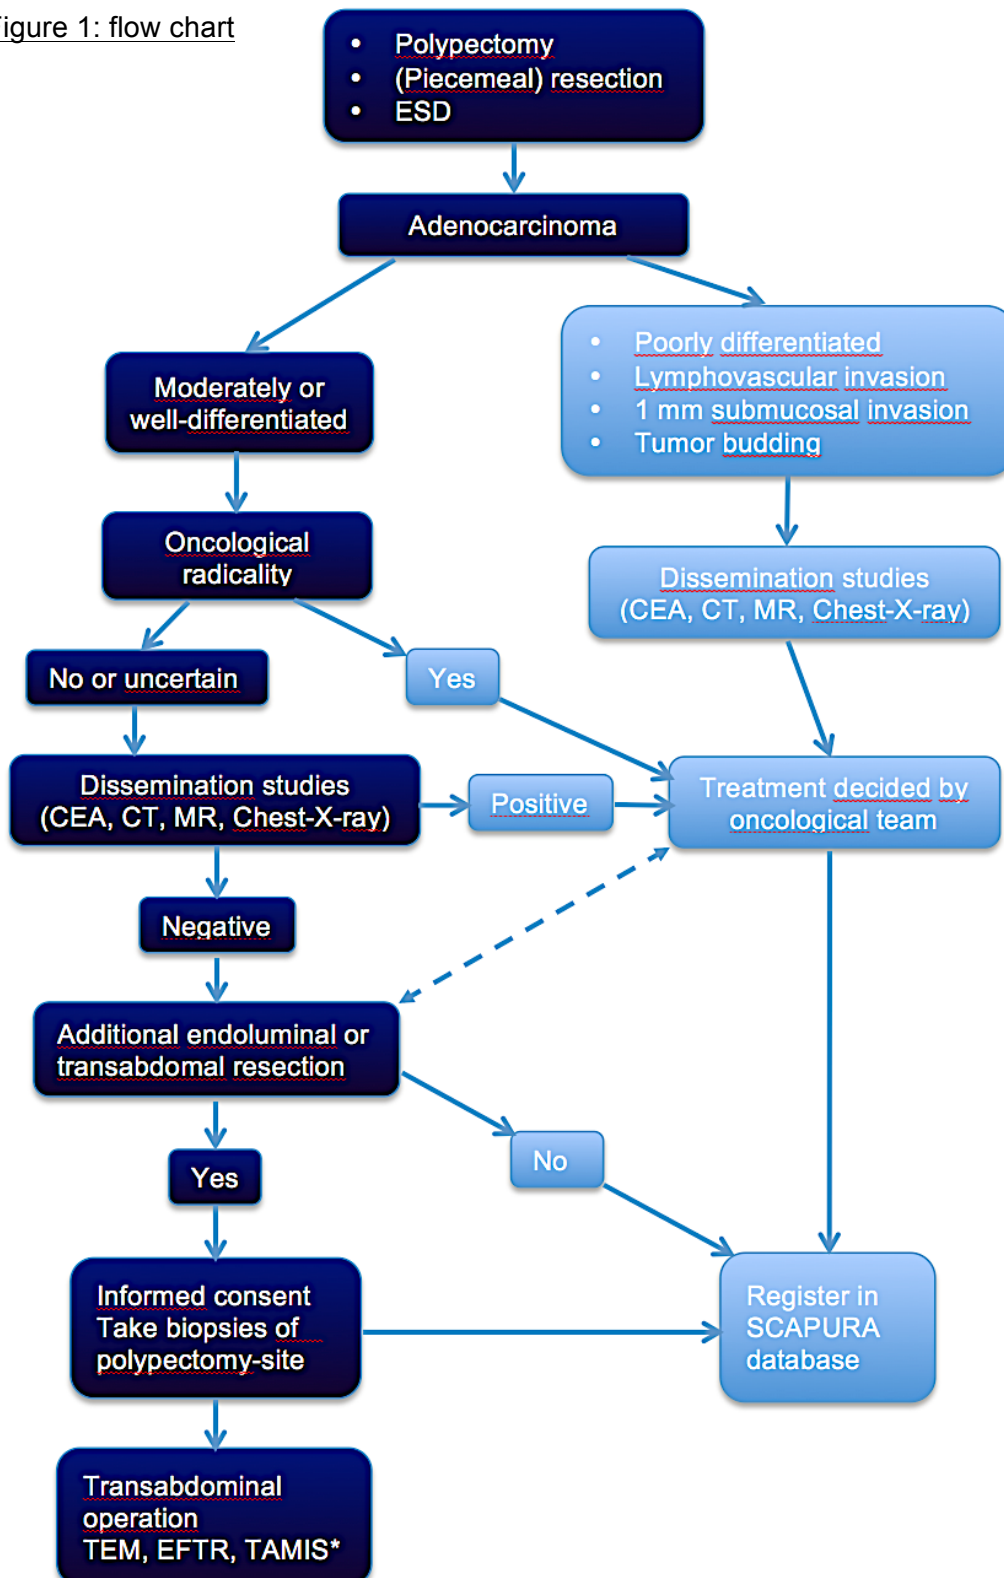 Figure 1: flow chart
• Polypectomy
• (Piecemeal) resection
• ESD
Adenocarcinoma
Moderately or
well-differentiated
• Poorly differentiated
• Lymphovascular invasion
• 1 mm submucosal invasion
• Tumor budding
Oncological
radicality
Dissemination studies
(CEA, CT, MR, Chest-X-ray)
No or uncertain
Yes
Dissemination studies
(CEA, CT, MR, Chest-X-ray)
Positive
Treatment decided by
oncological team
Negative
Additional endoluminal or
transabdomal resection
Yes
No
Informed consent
Take biopsies of
polypectomy-site
Register in
SCAPURA
database
Transabdominal
operation
TEM, EFTR, TAMIS*